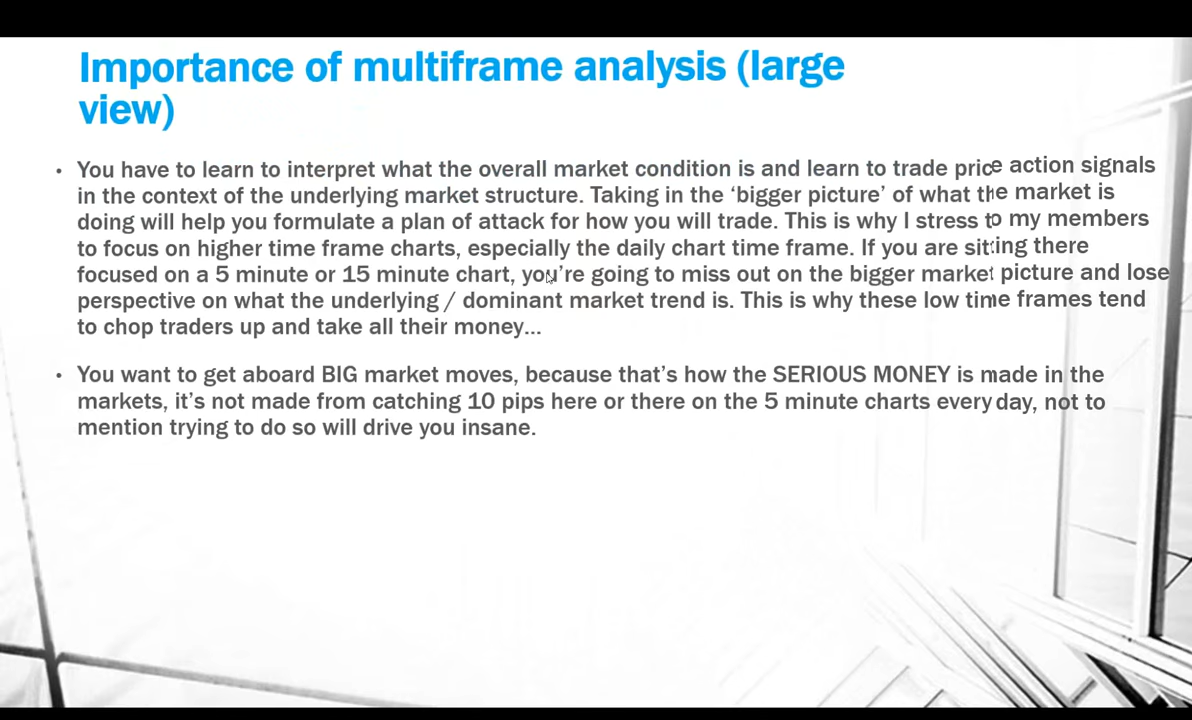 Importance of multiframe analysis (large
view)
• You have to learn to interpret what the overall market condition is and learn to trade price action signals
in the context of the underlying market structure. Taking in the ‘bigger picture’ of what the market is
doing will help you formulate a plan of attack for how you will trade. This is why I stress to my members
to focus on higher time frame charts, especially the daily chart time frame. If you are sitting there
focused on a 5 minute or 15 minute chart, you’re going to miss out on the bigger market picture and lose
perspective on what the underlying / dominant market trend is. This is why these low time frames tend
to chop traders up and take all their money...
• You want to get aboard BIG market moves, because that’s how the SERIOUS MONEY is made in the
markets, it’s not made from catching 10 pips here or there on the 5 minute charts every day, not to
mention trying to do so will drive you insane.